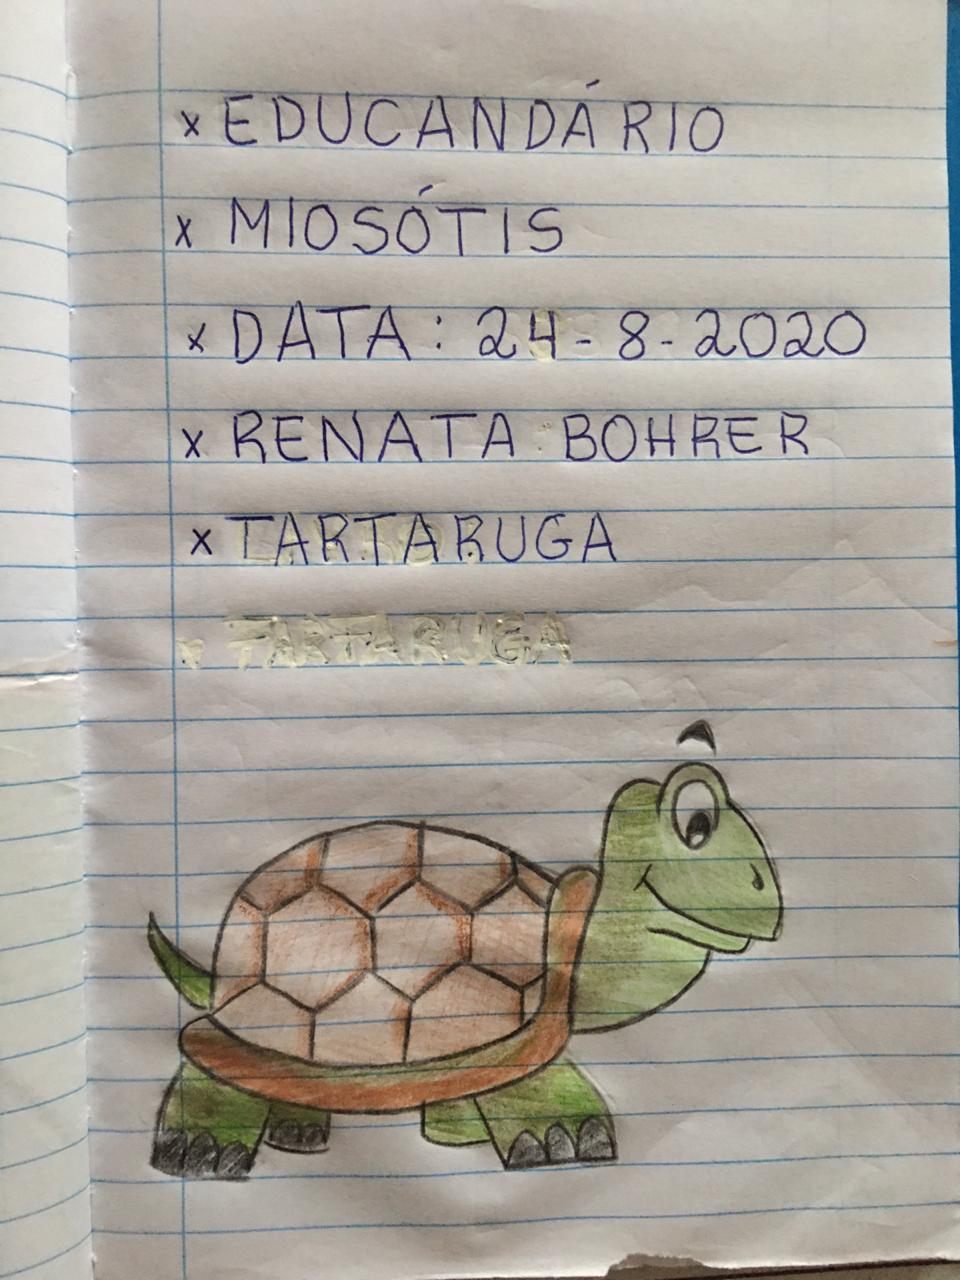 x EDUCANDÁRIO
x MIOSÓTIS
x DATA: 24-8-2020
x RENATA BOHRER
x TARTARUGA
TARTARUGA